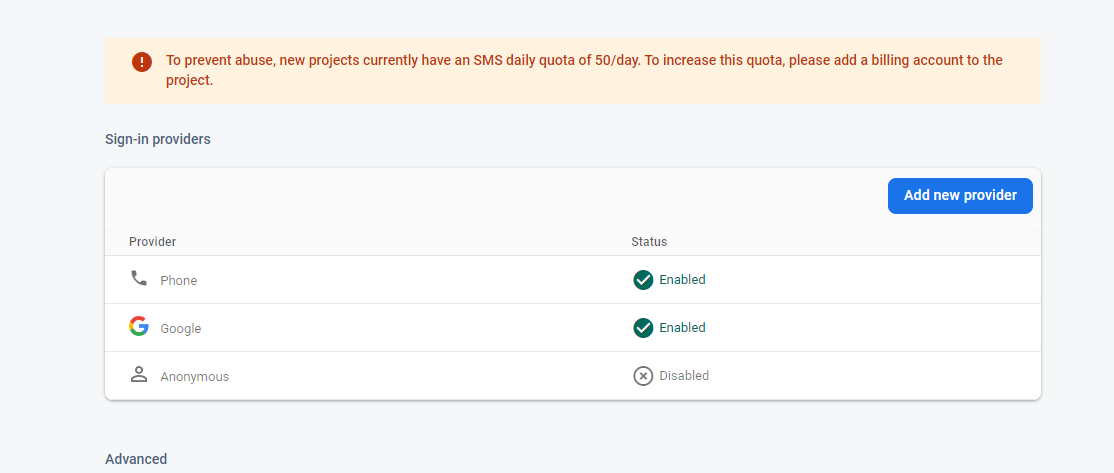 To prevent abuse, new projects currently have an SMS daily quota of 50/day. To increase this quota, please add a billing account to the
project.
Sign-in providers
Add new provider
Provider Status
Phone Enabled
Google Enabled
Anonymous Disabled
Advanced